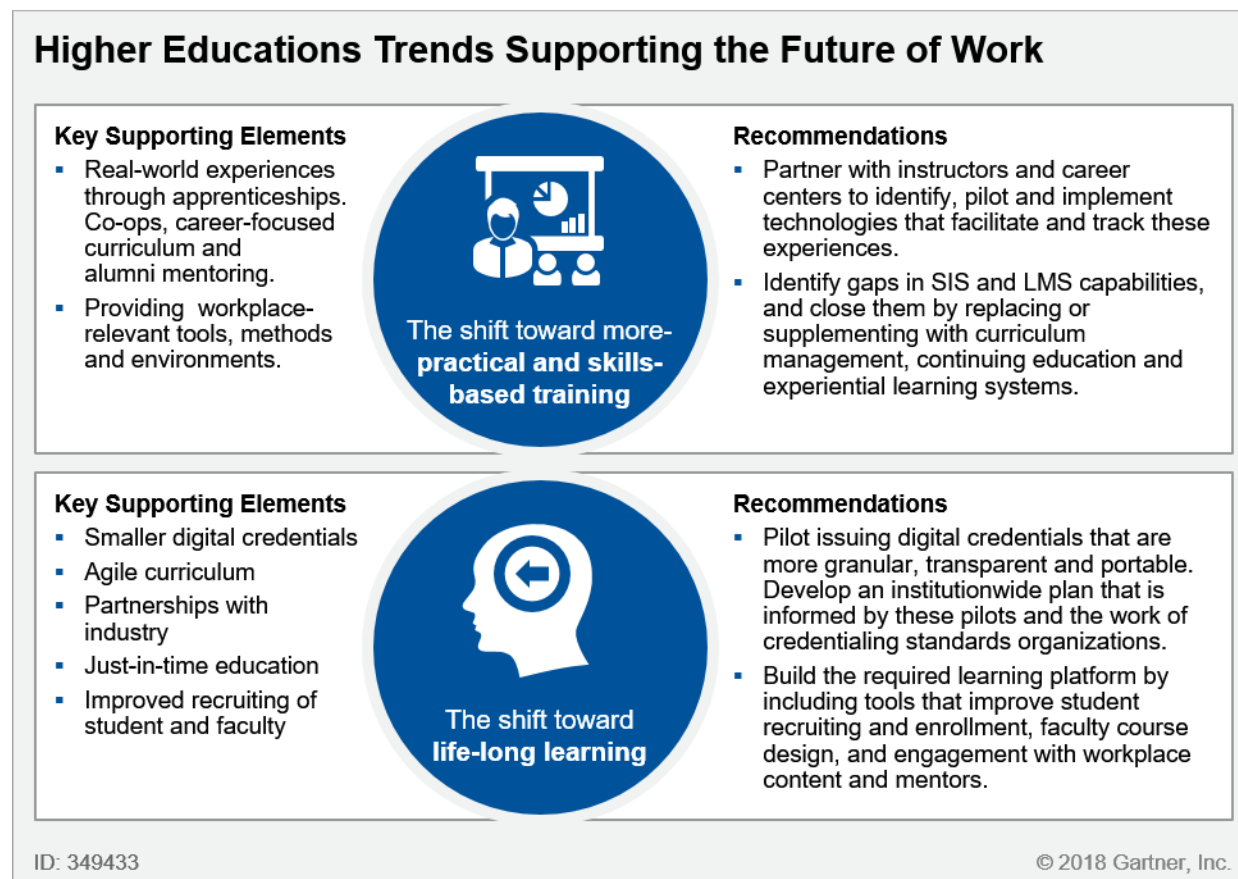 Higher Educations Trends Supporting the Future of Work
Key Supporting Elements
▪ Real-world experiences
through apprenticeships.
Co-ops, career-focused
curriculum and
alumni mentoring.
▪ Providing workplace-
relevant tools, methods
and environments.
The shift toward more-
practical and skills-
based training
Recommendations
▪ Partner with instructors and career
centers to identify, pilot and implement
technologies that facilitate and track these
experiences.
▪ Identify gaps in SIS and LMS capabilities,
and close them by replacing or
supplementing with curriculum
management, continuing education and
experiential learning systems.
Key Supporting Elements
▪ Smaller digital credentials
▪ Agile curriculum
▪ Partnerships with
industry
▪ Just-in-time education
▪ Improved recruiting of
student and faculty
The shift toward
life-long learning
Recommendations
▪ Pilot issuing digital credentials that are
more granular, transparent and portable.
Develop an institutionwide plan that is
informed by these pilots and the work of
credentialing standards organizations.
▪ Build the required learning platform by
including tools that improve student
recruiting and enrollment, faculty course
design, and engagement with workplace
content and mentors.
ID: 349433
© 2018 Gartner, Inc.